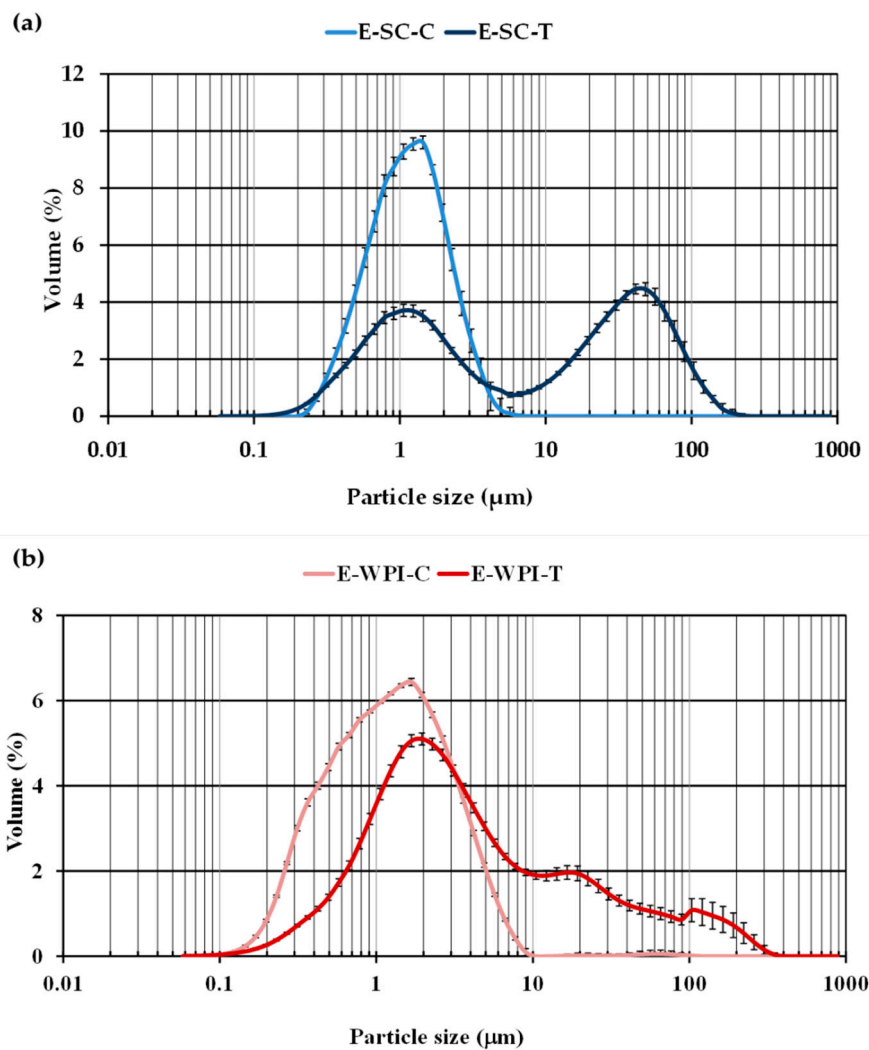 (a)
E-SC-C E-SC-T
12
10
8
6
4
2
0
Volume (%)
0.01 0.1 1 10 100 1000
Particle size (µm)
(b)
E-WPI-C E-WPI-T
8
6
4
2
0
Volume (%)
0.01 0.1 1 10 100 1000
Particle size (µm)